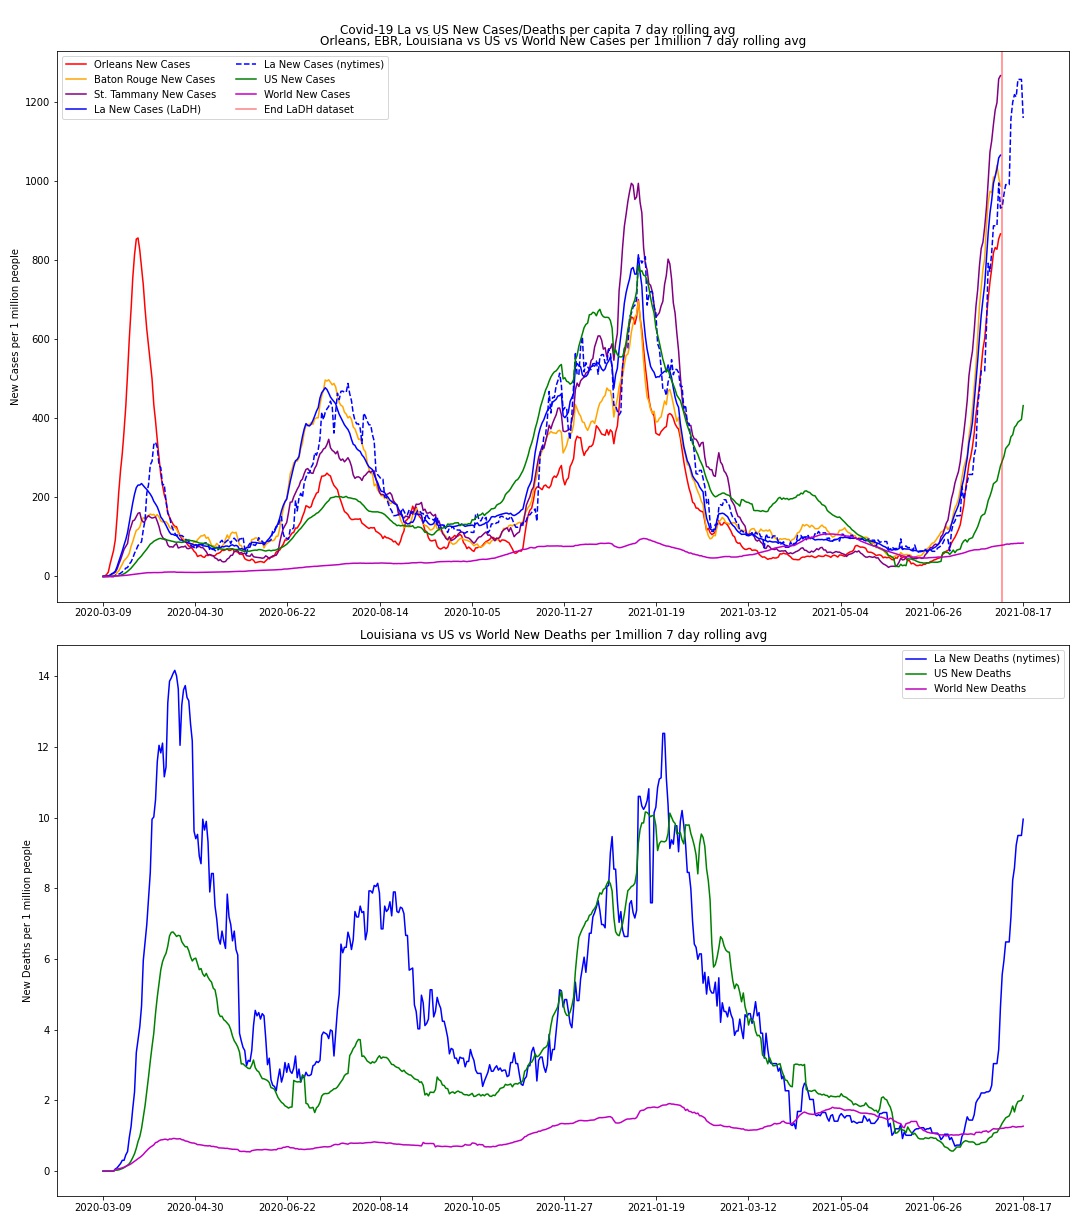 Covid-19 La vs US New Cases/Deaths per capita 7 day rolling avg
Orleans, EBR, Louisiana vs US vs World New Cases per 1million 7 day rolling avg
Orleans New Cases
Baton Rouge New Cases
St. Tammany New Cases
La New Cases (LaDH)
La New Cases (nytimes)
US New Cases
World New Cases
End LaDH dataset
New Cases per 1 million people
1200
1000
800
600
400
200
0
2020-03-09 2020-04-30 2020-06-22 2020-08-14 2020-10-05 2020-11-27 2021-01-19 2021-03-12 2021-05-04 2021-06-26 2021-08-17
Louisiana vs US vs World New Deaths per 1million 7 day rolling avg
La New Deaths (nytimes)
US New Deaths
World New Deaths
New Deaths per 1 million people
14
12
10
8
6
4
2
0
2020-03-09 2020-04-30 2020-06-22 2020-08-14 2020-10-05 2020-11-27 2021-01-19 2021-03-12 2021-05-04 2021-06-26 2021-08-17